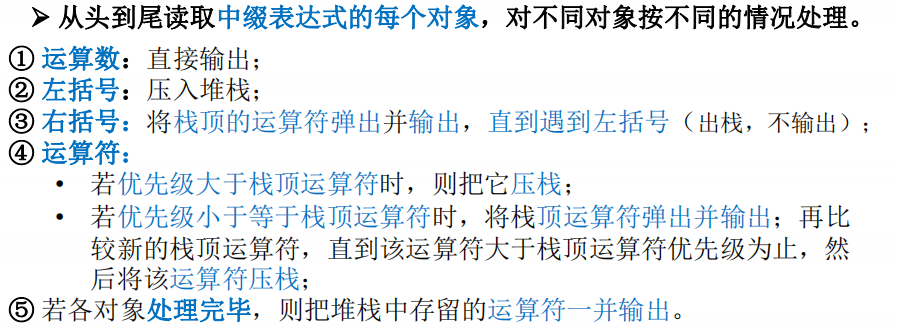 ➢ 从头到尾读取中缀表达式的每个对象，对不同对象按不同的情况处理。
① 运算数：直接输出；
② 左括号：压入堆栈；
③ 右括号：将栈顶的运算符弹出并输出，直到遇到左括号（出栈，不输出）；
④ 运算符：
• 若优先级大于栈顶运算符时，则把它压栈；
• 若优先级小于等于栈顶运算符时，将栈顶运算符弹出并输出；再比
较新的栈顶运算符，直到该运算符大于栈顶运算符优先级为止，然
后将该运算符压栈；
⑤ 若各对象处理完毕，则把堆栈中存留的运算符一并输出。